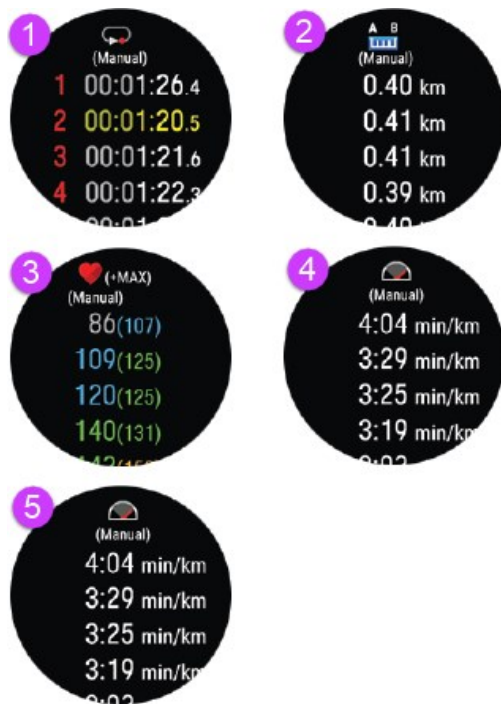 1
(Manual)
1 00:01:26.4
2 00:01:20.5
3 00:01:21.6
4 00:01:22.3
2
A B
(Manual)
0.40 km
0.41 km
0.41 km
0.39 km
3
(+MAX)
(Manual)
86(107)
109(125)
120(125)
140(131)
4
(Manual)
4:04 min/km
3:29 min/km
3:25 min/km
3:19 min/km
5
(Manual)
4:04 min/km
3:29 min/km
3:25 min/km
3:19 min/km